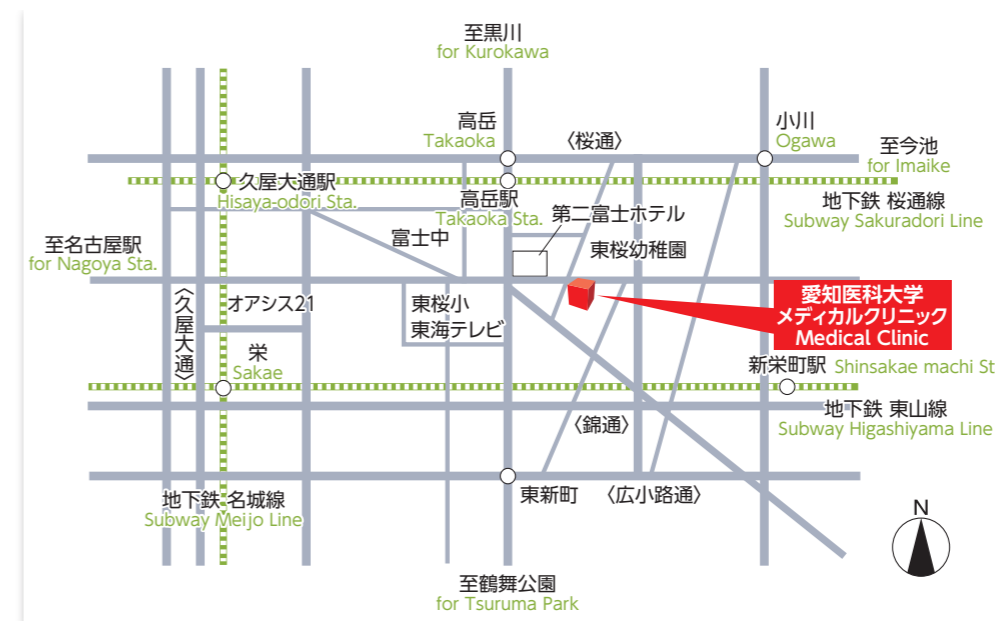 至黒川
for Kurokawa
高岳
Takaoka
〈桜通〉
小川
Ogawa
至今池
for Imaike
久屋大通駅
Hisaya-odori Sta.
高岳駅
Takaoka Sta.
地下鉄 桜通線
Subway Sakuradori Line
第二富士ホテル
富士中
東桜幼稚園
至名古屋駅
for Nagoya Sta.
〈久屋大通〉
オアシス21
東桜小
東海テレビ
愛知医科大学
メディカルクリニック
Medical Clinic
栄
Sakae
新栄町駅 Shinsakae machi St
地下鉄 東山線
Subway Higashiyama Line
〈錦通〉
東新町
〈広小路通〉
地下鉄 名城線
Subway Meijo Line
N
至鶴舞公園
for Tsuruma Park